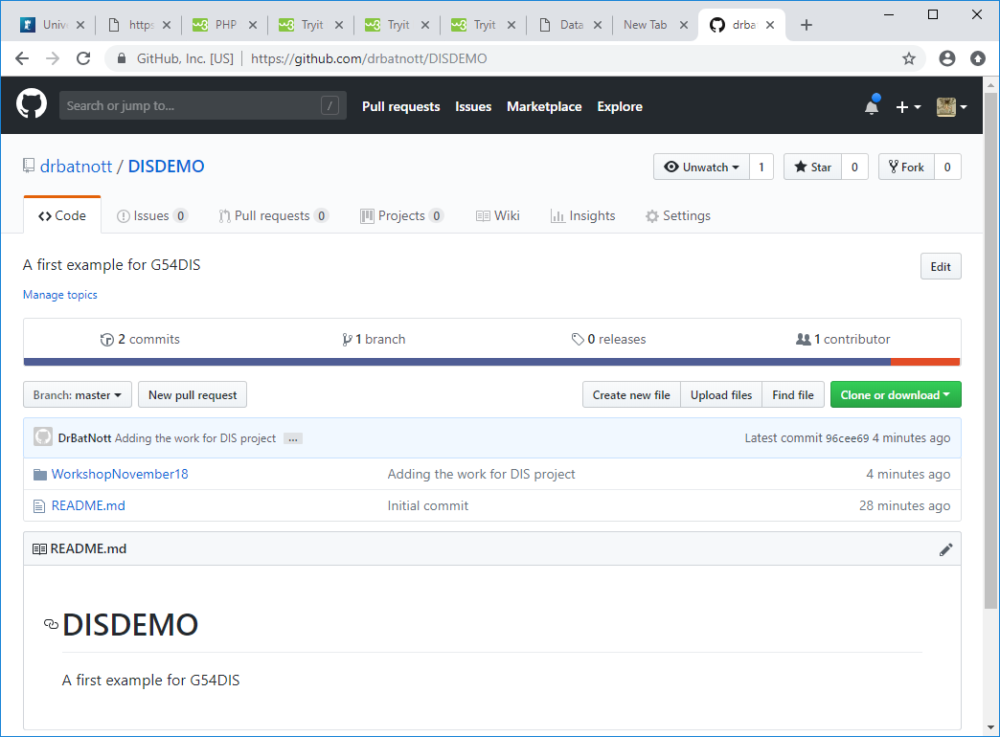 Univ https PHP Tryit Tryit Tryit Data New Tab drba
GitHub, Inc. [US] | https://github.com/drbatnott/DISDEMO
Search or jump to... / Pull requests Issues Marketplace Explore
drbatnott / DISDEMO Unwatch 1 Star 0 Fork 0
Code Issues 0 Pull requests 0 Projects 0 Wiki Insights Settings
A first example for G54DIS Edit
Manage topics
2 commits 1 branch 0 releases 1 contributor
Branch: master New pull request Create new file Upload files Find file Clone or download
DrBatNott Adding the work for DIS project ... Latest commit 96cee69 4 minutes ago
WorkshopNovember18 Adding the work for DIS project 4 minutes ago
README.md Initial commit 28 minutes ago
README.md
DISDEMO
A first example for G54DIS